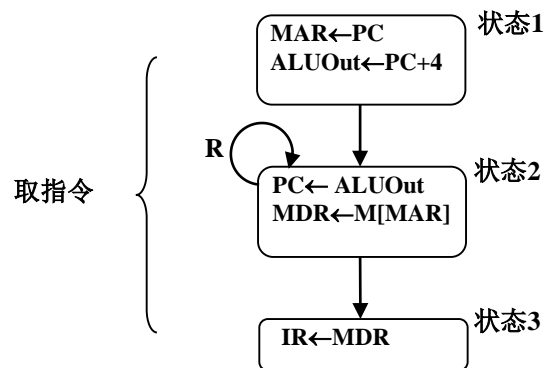 状态1
MAR←PC
ALUOut←PC+4
R
状态2
取指令
PC← ALUOut
MDR←M[MAR]
状态3
IR←MDR